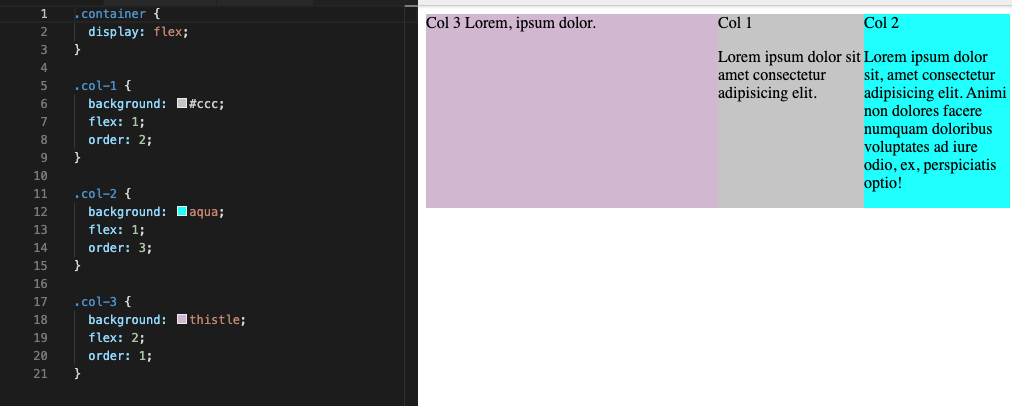 1 .container {
2 display: flex;
3 }
4
5 .col-1 {
6 background: #ccc;
7 flex: 1;
8 order: 2;
9 }
10
11 .col-2 {
12 background: aqua;
13 flex: 1;
14 order: 3;
15 }
16
17 .col-3 {
18 background: thistle;
19 flex: 2;
20 order: 1;
21 }
Col 3 Lorem, ipsum dolor.
Col 1
Lorem ipsum dolor sit
amet consectetur
adipisicing elit.
Col 2
Lorem ipsum dolor
sit, amet consectetur
adipisicing elit. Animi
non dolores facere
numquam doloribus
voluptates ad iure
odio, ex, perspiciatis
optio!